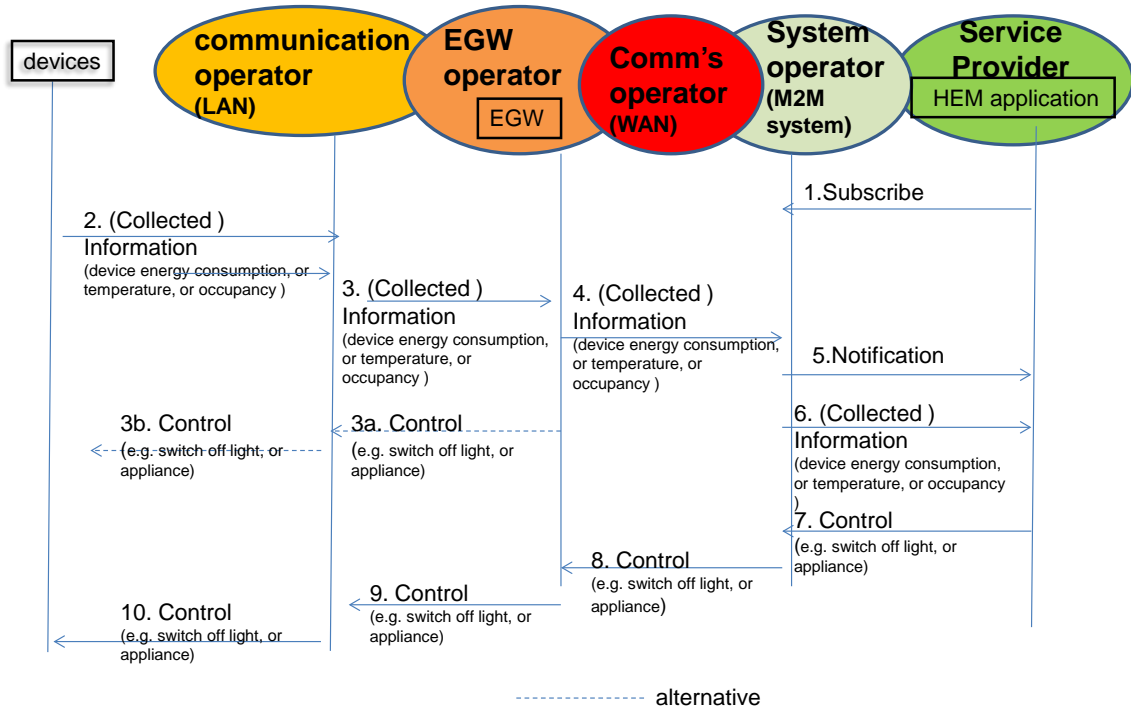 devices
communication
operator
(LAN)
EGW
operator
EGW
Comm's
operator
(WAN)
System
operator
(M2M
system)
Service
Provider
HEM application
1.Subscribe
2. (Collected )
Information
(device energy consumption, or
temperature, or occupancy )
3. (Collected )
Information
(device energy consumption,
or temperature, or
occupancy )
4. (Collected )
Information
(device energy consumption,
or temperature, or
occupancy )
5.Notification
6. (Collected )
Information
(device energy consumption,
or temperature, or occupancy
)
3b. Control
(e.g. switch off light, or
appliance)
3a. Control
(e.g. switch off light, or
appliance)
7. Control
(e.g. switch off light, or
appliance)
8. Control
(e.g. switch off light, or
appliance)
9. Control
(e.g. switch off light, or
appliance)
10. Control
(e.g. switch off light, or
appliance)
alternative